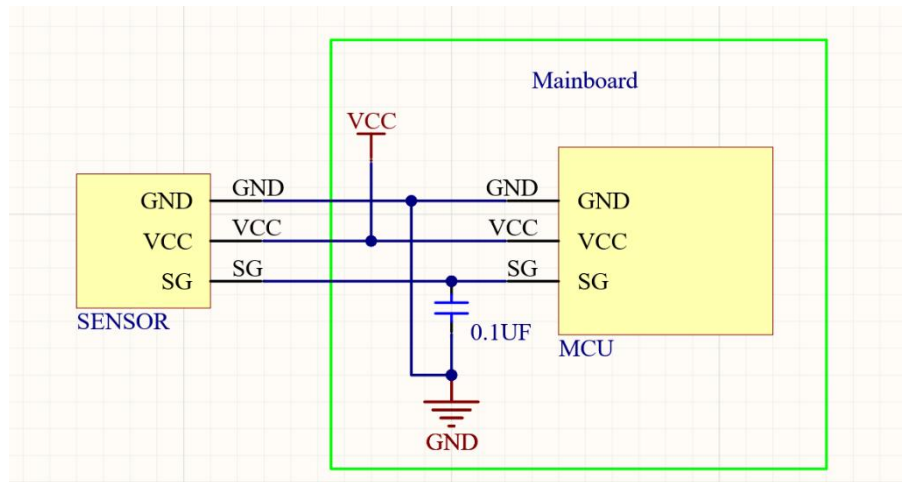 Mainboard
VCC
GND GND
GND GND
VCC VCC
VCC VCC
SG SG
SG SG
SENSOR
0.1UF
MCU
GND